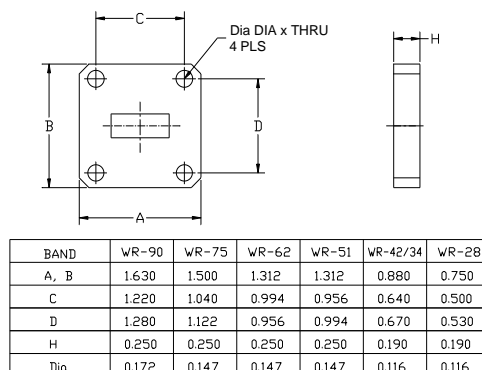 C
Dia DIA x THRU
4 PLS
H
B
D
A
BAND WR-90 WR-75 WR-62 WR-51 WR-42/34 WR-28
A, B 1.630 1.500 1.312 1.312 0.880 0.750
C 1.220 1.040 0.994 0.956 0.640 0.500
D 1.280 1.122 0.956 0.994 0.670 0.530
H 0.250 0.250 0.250 0.250 0.190 0.190
Dia 0.172 0.147 0.147 0.147 0.116 0.116